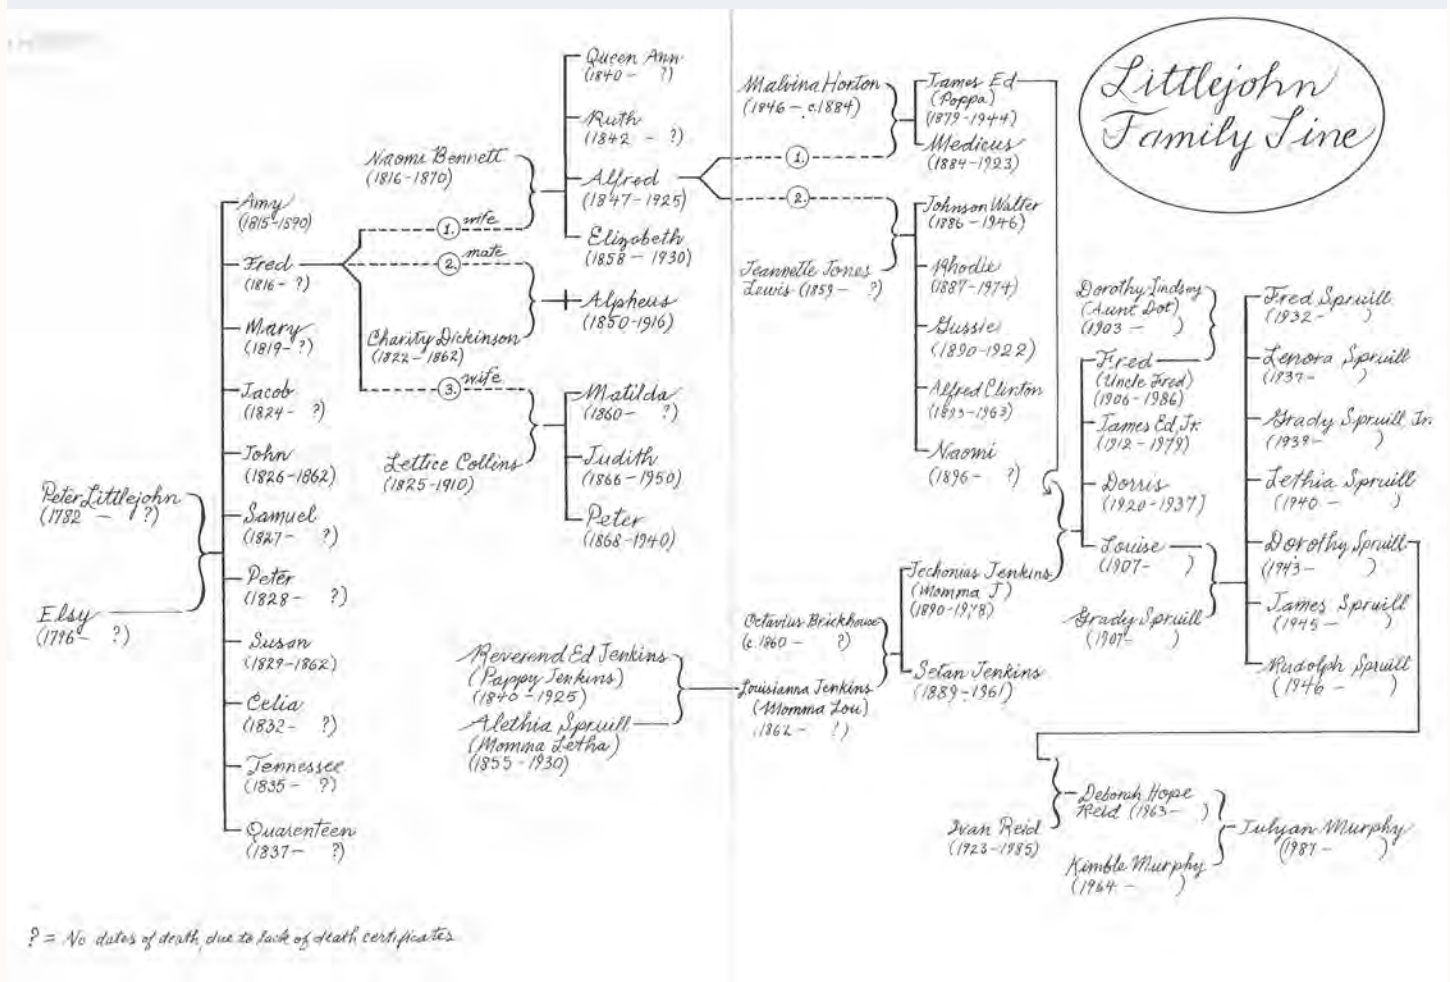 Littlejohn
Family Line
Peter Littlejohn
(1782 - ?)
Elsy
(1796 - ?)
Amy
(1815-1590)
Fred
(1816 - ?)
Mary
(1819- ?)
Jacob
(1824 - ?)
John
(1826-1862)
Samuel
(1827 - ?)
Peter
(1828 - ?)
Susan
(1829-1862)
Celia
(1832 - ?)
Tennessee
(1835 - ?)
Quarenteen
(1837 - ?)
Naomi Bennett
(1816-1870)
1. wife
2. mate
Charity Dickinson
(1822-1862)
3. wife
Lettice Collins
(1825-1910)
Queen Ann
(1840 - ?)
Ruth
(1842 - ?)
Alfred
(1847-1925)
Elizabeth
(1858 - 1930)
Alpheus
(1850-1916)
Matilda
(1860 - ?)
Judith
(1866-1950)
Peter
(1868-1940)
Reverend Ed Jenkins
(Pappy Jenkins)
(1840-1925)
Alethia Spruill
(Momma Letha)
(1855-1930)
Malvina Horton
(1846 - c.1884)
1.
2.
Jeannette Jones
Lewis (1859 - ?)
James Ed
(Poppa)
(1879-1944)
Medicus
(1884-1923)
Johnson Walter
(1886-1946)
Rhodie
(1887-1974)
Gussie
(1890-1922)
Alfred Clinton
(1893-1963)
Naomi
(1896 - ?)
Octavius Brickhouse
(c.1860 - ?)
Louisianna Jenkins
(Momma Lou)
(1862 - ?)
Jechonias Jenkins
(Momma J)
Setan Jenkins
(1889-1961)
Dorothy Lindsey
(Aunt Dot)
(1903 - )
Fred
(Uncle Fred)
(1906-1986)
James Ed, Jr.
(1912-1979)
Dorris
(1920-1937)
Louise
(1907- )
Grady Spruill
(1907- )
Fred Spruill
(1932- )
Lenora Spruill
(1937- )
Grady Spruill Jr.
(1939- )
Lethia Spruill
(1940- )
Dorothy Spruill
(1943- )
James Spruill
(1945- )
Rudolph Spruill
(1946 - )
Ivan Reid
(1923-1985)
Deborah Hope
Reid (1963- )
Kimble Murphy
(1964 - )
Julyan Murphy
(1987 - )
? = No dates of death, due to lack of death certificates